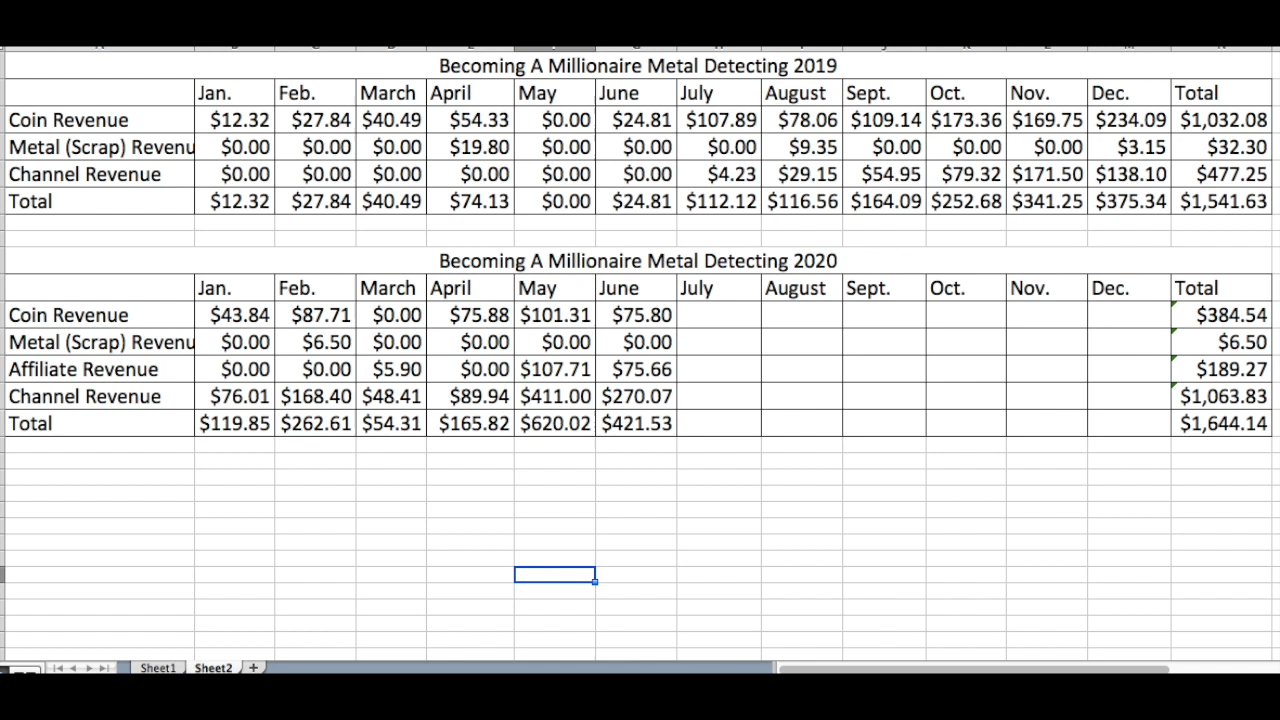 Becoming A Millionaire Metal Detecting 2019
Jan. Feb. March April May June July August Sept. Oct. Nov. Dec. Total
Coin Revenue $12.32 $27.84 $40.49 $54.33 $0.00 $24.81 $107.89 $78.06 $109.14 $173.36 $169.75 $234.09 $1,032.08
Metal (Scrap) Revenu $0.00 $0.00 $0.00 $19.80 $0.00 $0.00 $0.00 $9.35 $0.00 $0.00 $0.00 $3.15 $32.30
Channel Revenue $0.00 $0.00 $0.00 $0.00 $0.00 $0.00 $4.23 $29.15 $54.95 $79.32 $171.50 $138.10 $477.25
Total $12.32 $27.84 $40.49 $74.13 $0.00 $24.81 $112.12 $116.56 $164.09 $252.68 $341.25 $375.34 $1,541.63
Becoming A Millionaire Metal Detecting 2020
Jan. Feb. March April May June July August Sept. Oct. Nov. Dec. Total
Coin Revenue $43.84 $87.71 $0.00 $75.88 $101.31 $75.80 $384.54
Metal (Scrap) Revenu $0.00 $6.50 $0.00 $0.00 $0.00 $0.00 $6.50
Affiliate Revenue $0.00 $0.00 $5.90 $0.00 $107.71 $75.66 $189.27
Channel Revenue $76.01 $168.40 $48.41 $89.94 $411.00 $270.07 $1,063.83
Total $119.85 $262.61 $54.31 $165.82 $620.02 $421.53 $1,644.14
Sheet1 Sheet2 +